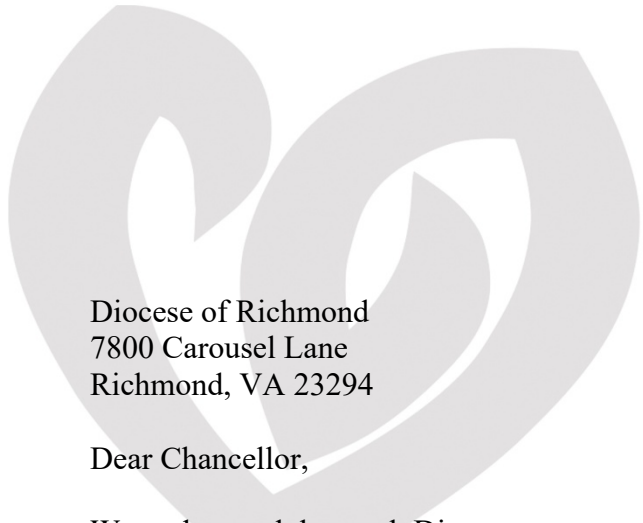 Diocese of Richmond
7800 Carousel Lane
Richmond, VA 23294
Dear Chancellor,